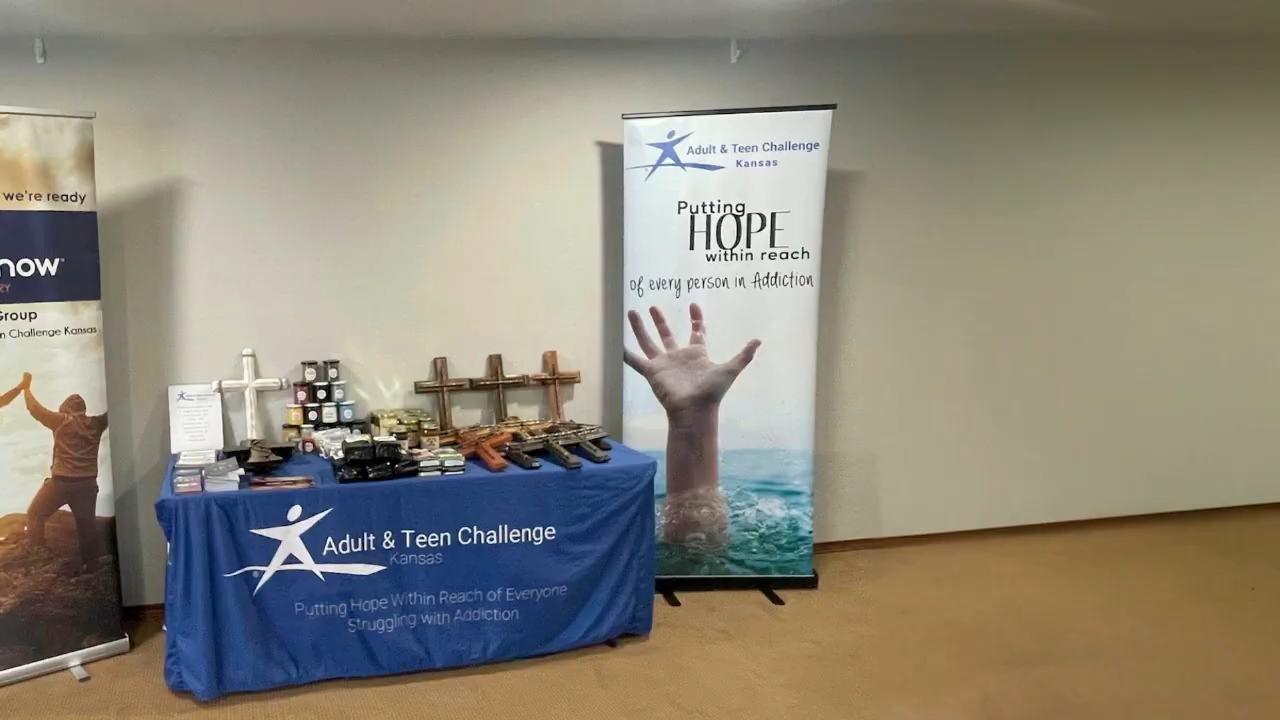 we're ready
now
RY
Group
n Challenge Kansas
Adult & Teen Challenge
Kansas
Putting
HOPE
within reach
of every person in Addiction
Adult & Teen Challenge
Kansas
Putting Hope Within Reach of Everyone
Struggling with Addiction